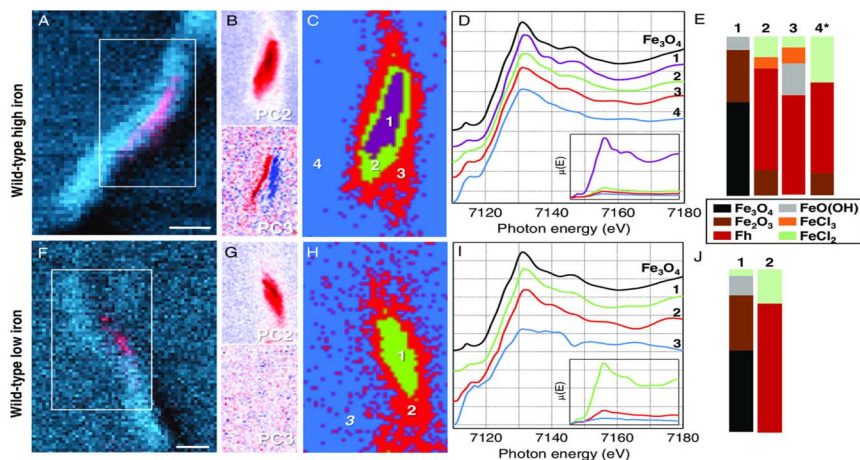 Wild-type high iron
A
B
PC2
PC3
C
1
2
3
4
D
Fe₃O₄
1
2
3
4
μ(E)
7120 7140 7160 7180
Photon energy (eV)
E
1 2 3 4*
Fe₃O₄ FeO(OH)
Fe₂O₃ FeCl₃
Fh FeCl₂
Wild-type low iron
F
G
PC2
PC3
H
1
2
3
I
Fe₃O₄
1
2
3
μ(E)
7120 7140 7160 7180
Photon energy (eV)
J
1 2